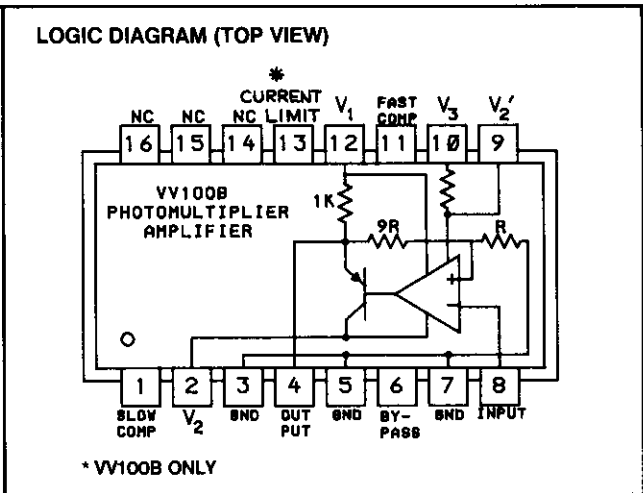 LOGIC DIAGRAM (TOP VIEW)
*
CURRENT
NC NC NC LIMIT V1 FAST COMP V3 V2'
16 15 14 13 12 11 10 9
VV100B
PHOTOMULTIPLIER
AMPLIFIER
1K
9R R
+
−
1 2 3 4 5 6 7 8
SLOW COMP V2 GND OUT PUT GND BY-PASS GND INPUT
* VV100B ONLY